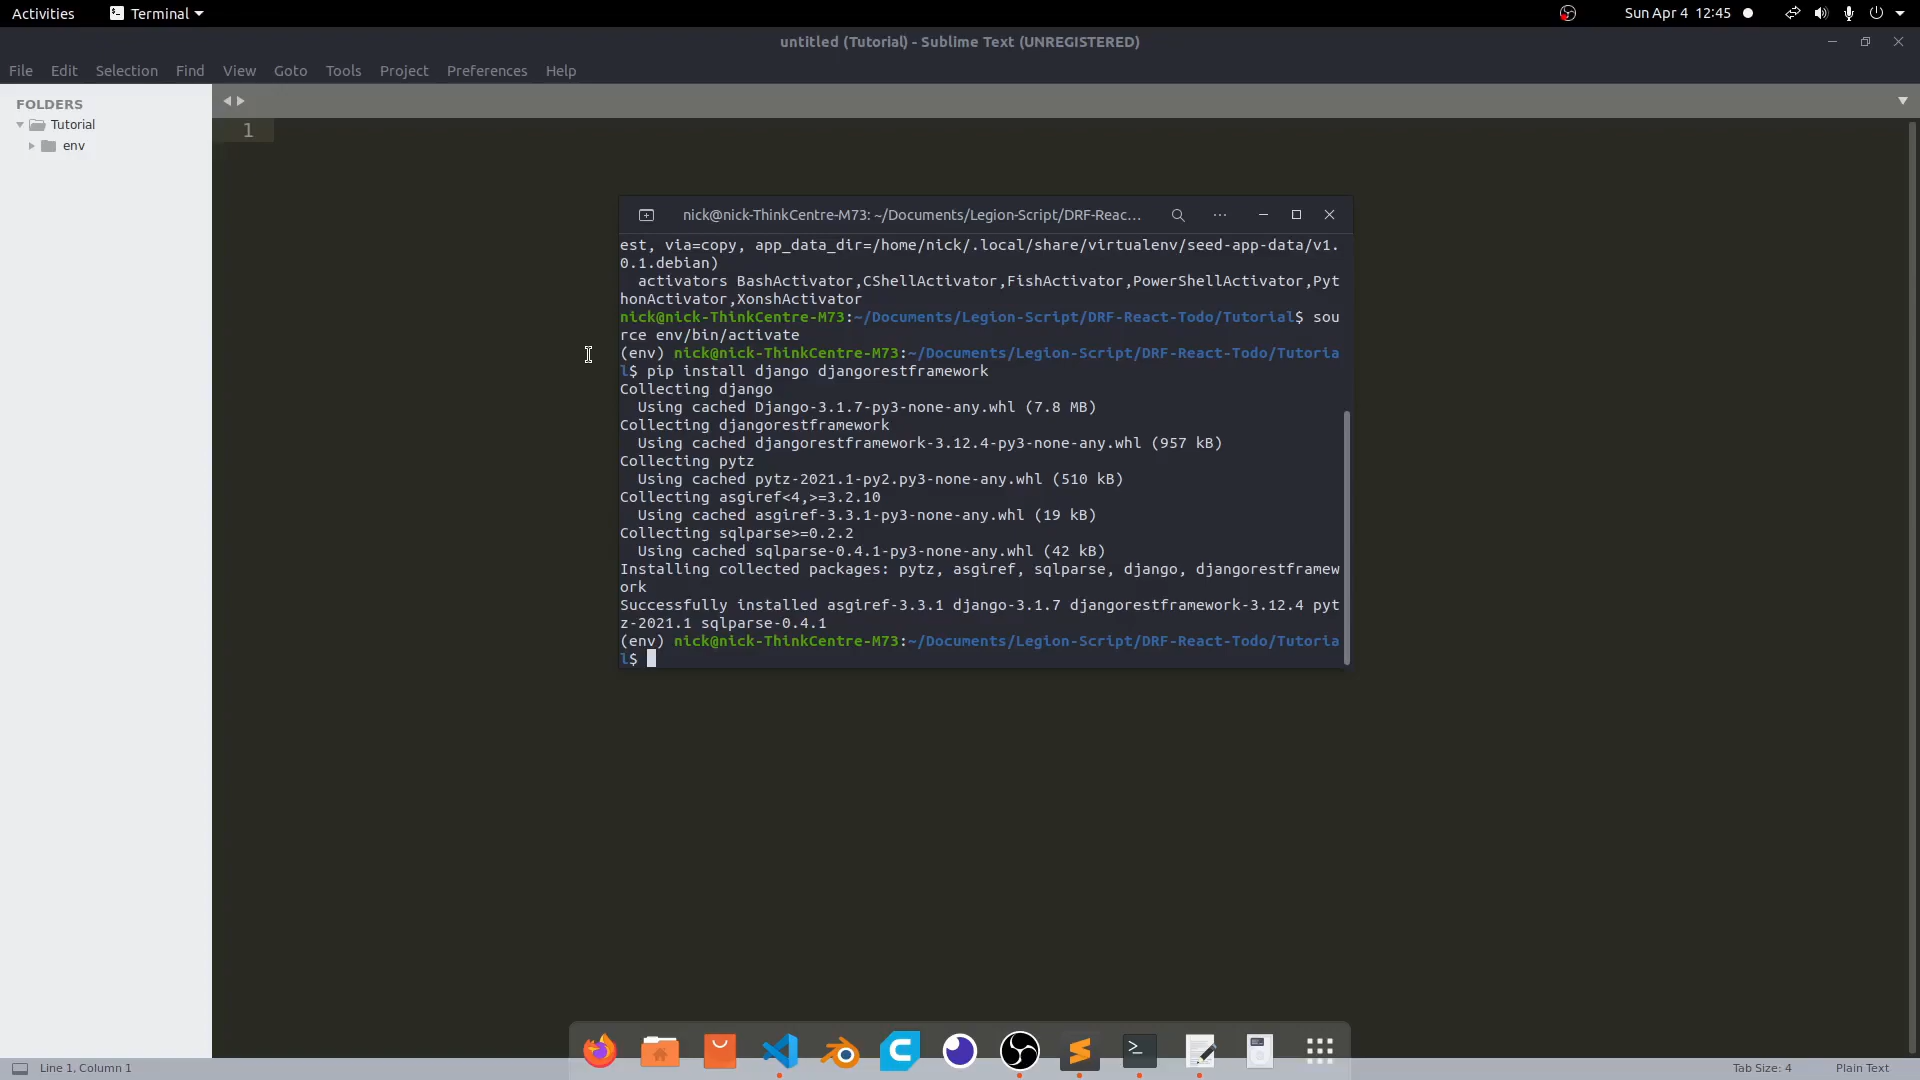 Activities Terminal Sun Apr 4 12:45
untitled (Tutorial) - Sublime Text (UNREGISTERED)
File Edit Selection Find View Goto Tools Project Preferences Help
FOLDERS
Tutorial
env
1
nick@nick-ThinkCentre-M73: ~/Documents/Legion-Script/DRF-Reac...
est, via=copy, app_data_dir=/home/nick/.local/share/virtualenv/seed-app-data/v1.
0.1.debian)
activators BashActivator,CShellActivator,FishActivator,PowerShellActivator,Pyt
honActivator,XonshActivator
nick@nick-ThinkCentre-M73:~/Documents/Legion-Script/DRF-React-Todo/Tutorial$ sou
rce env/bin/activate
(env) nick@nick-ThinkCentre-M73:~/Documents/Legion-Script/DRF-React-Todo/Tutoria
l$ pip install django djangorestframework
Collecting django
Using cached Django-3.1.7-py3-none-any.whl (7.8 MB)
Collecting djangorestframework
Using cached djangorestframework-3.12.4-py3-none-any.whl (957 kB)
Collecting pytz
Using cached pytz-2021.1-py2.py3-none-any.whl (510 kB)
Collecting asgiref<4,>=3.2.10
Using cached asgiref-3.3.1-py3-none-any.whl (19 kB)
Collecting sqlparse>=0.2.2
Using cached sqlparse-0.4.1-py3-none-any.whl (42 kB)
Installing collected packages: pytz, asgiref, sqlparse, django, djangorestframew
ork
Successfully installed asgiref-3.3.1 django-3.1.7 djangorestframework-3.12.4 pyt
z-2021.1 sqlparse-0.4.1
(env) nick@nick-ThinkCentre-M73:~/Documents/Legion-Script/DRF-React-Todo/Tutoria
l$
Line 1, Column 1 Tab Size: 4 Plain Text